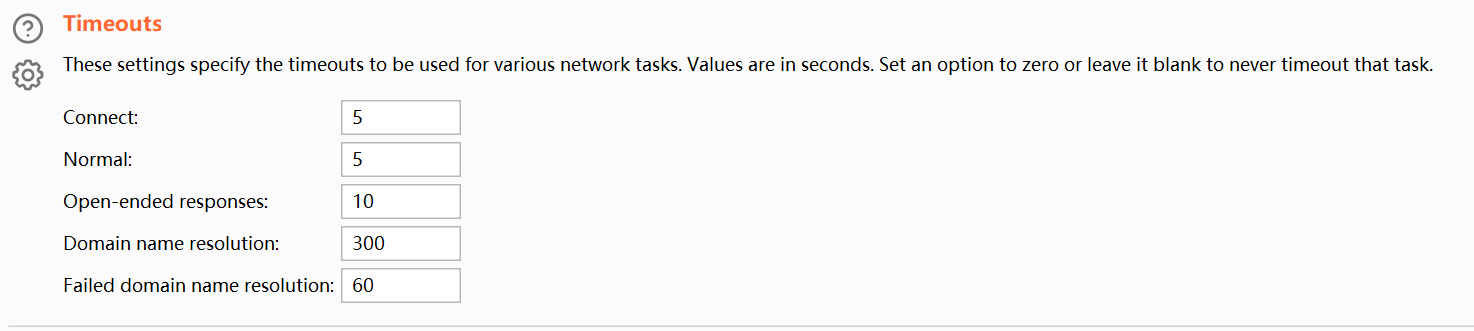 Timeouts
These settings specify the timeouts to be used for various network tasks. Values are in seconds. Set an option to zero or leave it blank to never timeout that task.
Connect: 5
Normal: 5
Open-ended responses: 10
Domain name resolution: 300
Failed domain name resolution: 60